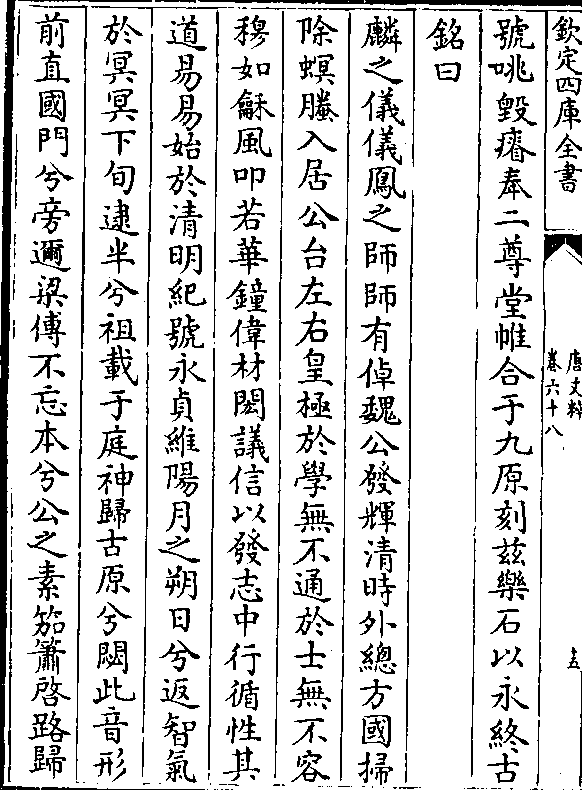 欽定四庫全書
唐文粹
卷六十八
十五
號咷毀瘠奉二尊堂帷合于九原刻兹樂石以永終古
銘曰
麟之儀儀鳳之師師有倬魏公發輝清時外總方國掃
除螟螣入居公台左右皇極於學無不通於士無不容
穆如龢風叩若華鐘偉材閎議信以發志中行循性其
道易易始於清明紀號永貞維陽月之朔日兮返智氣
於冥冥下旬逮半兮祖載于庭神歸古原兮閟此音形
前直國門兮旁邇梁傅不忘本兮公之素笳簫啓路歸